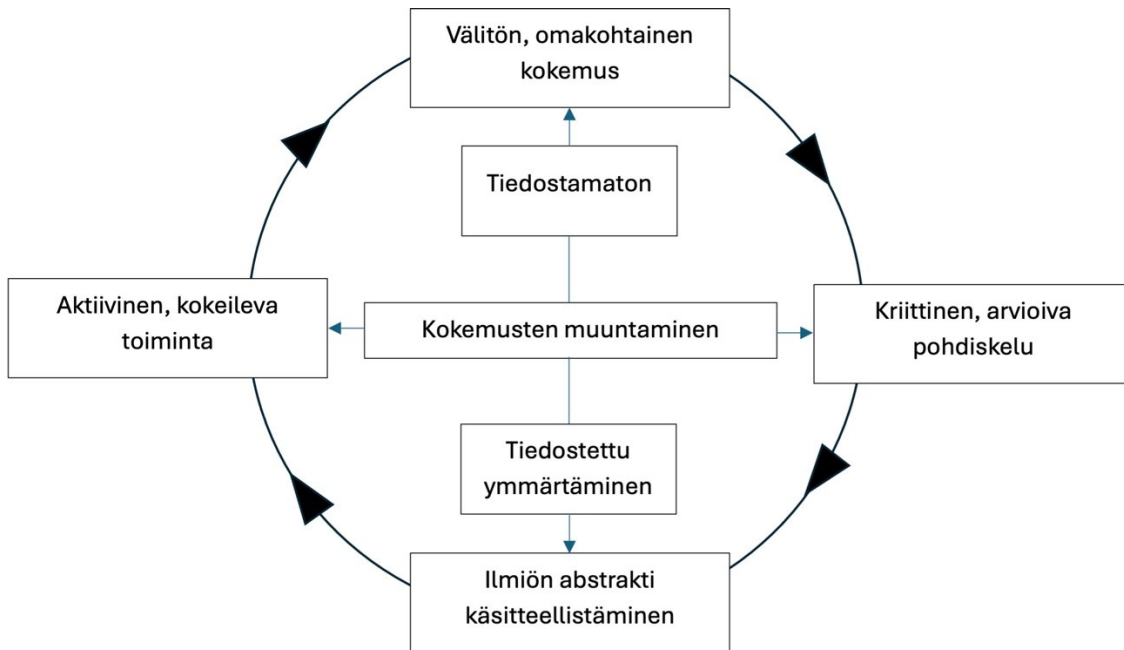 Välitön, omakohtainen
kokemus
Tiedostamaton
Aktiivinen, kokeileva
toiminta
Kokemusten muuntaminen
Kriittinen, arvioiva
pohdiskelu
Tiedostettu
ymmärtäminen
Ilmiön abstrakti
käsitteellistäminen